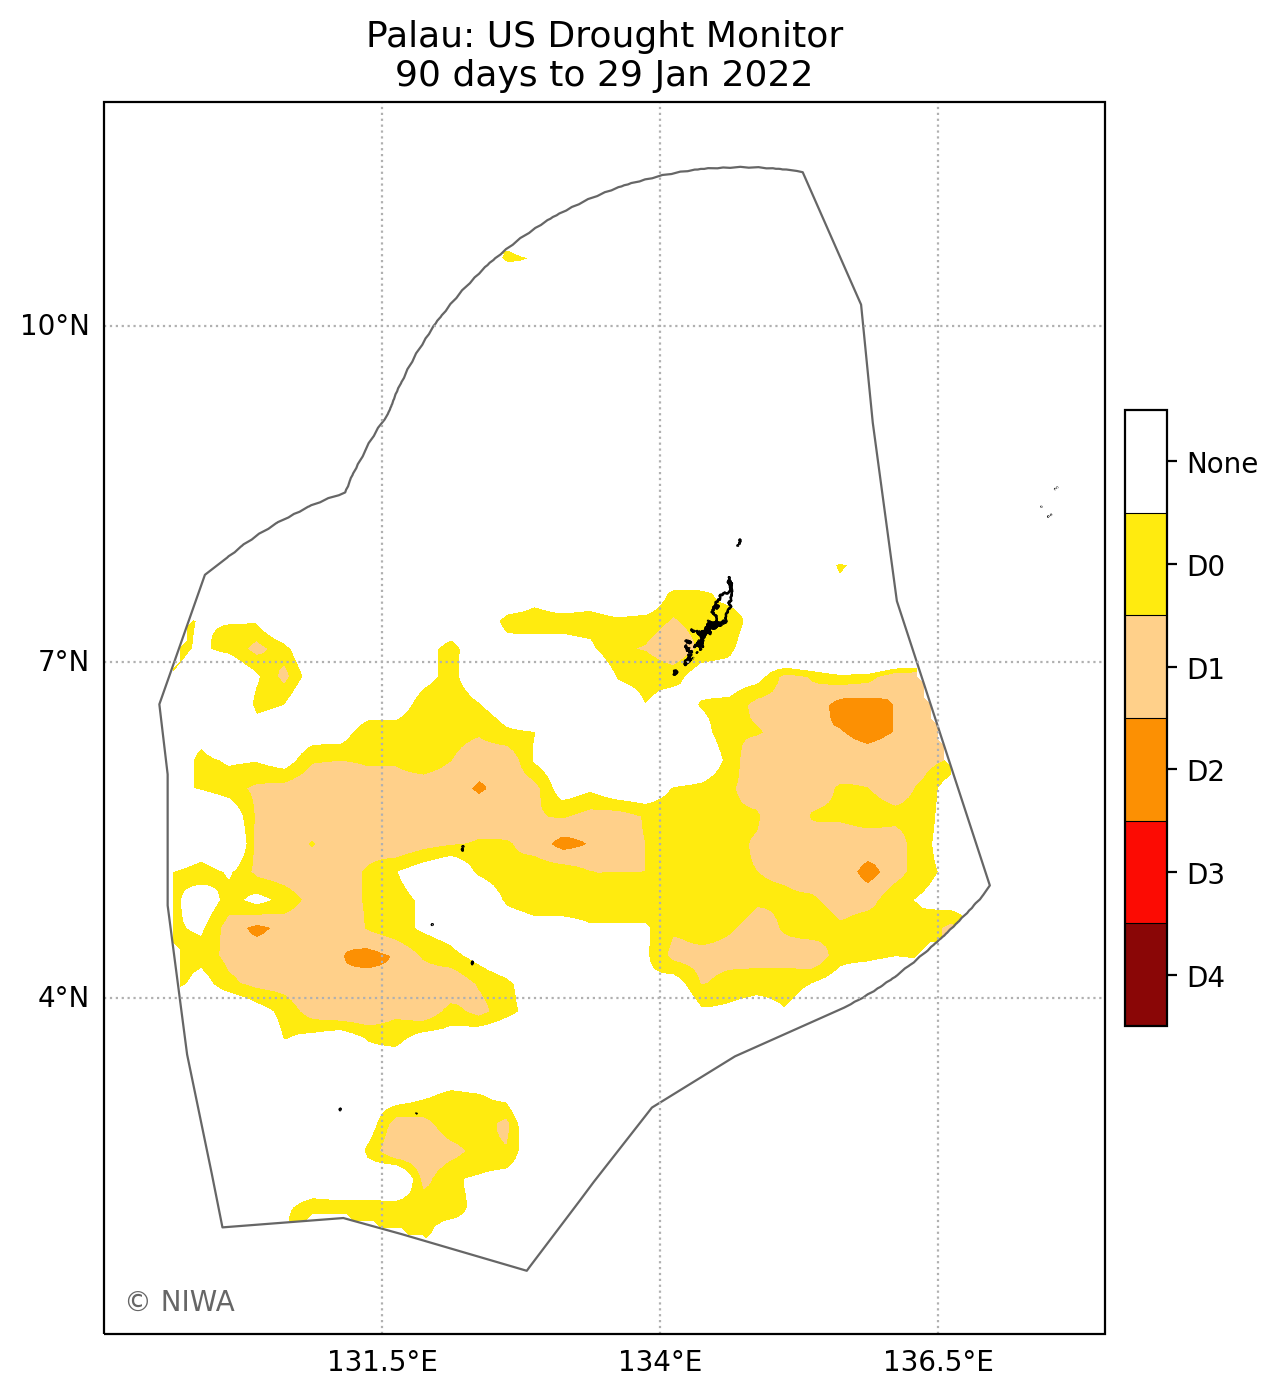 Palau: US Drought Monitor
90 days to 29 Jan 2022
10°N
7°N
4°N
131.5°E
134°E
136.5°E
None
D0
D1
D2
D3
D4
© NIWA